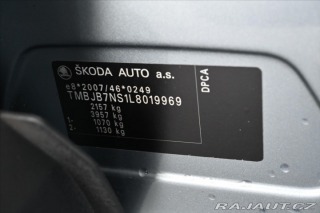 ŠKODA AUTO a.s.
e8*2007/46*0249
TMBJB7NS1L8019969
2157 kg
3957 kg
1- 1070 kg
2- 1130 kg
DPCA
RAJAUT.CZ